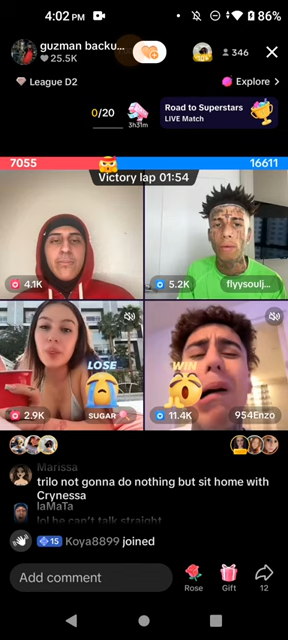 4:02 PM
86%
guzman backu...
25.5K
346
League D2
Explore >
0/20
3h31m
Road to Superstars
LIVE Match
7055
16611
Victory lap 01:54
4.1K
5.2K
flyysoulj...
LOSE
WIN
2.9K
SUGAR
11.4K
954Enzo
Marissa
trilo not gonna do nothing but sit home with
Crynessa
laMaTa
lol he can't talk straight
15 Koya8899 joined
Add comment
Rose
Gift
12